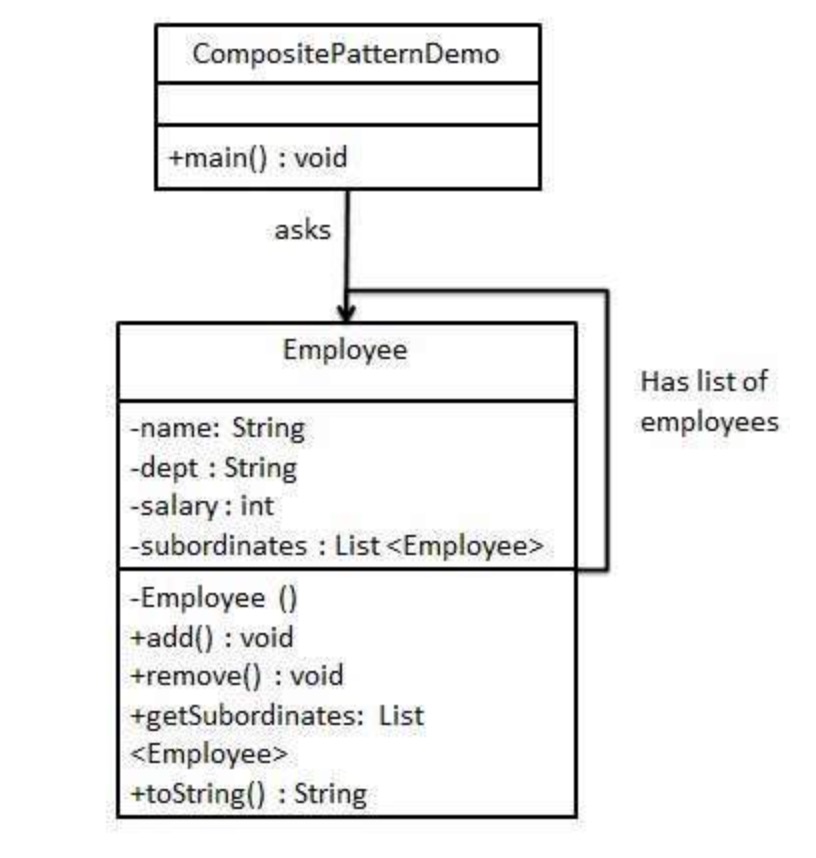 CompositePatternDemo
+main() : void
asks
Employee
Has list of
employees
-name: String
-dept : String
-salary : int
-subordinates : List <Employee>
-Employee ()
+add() : void
+remove() : void
+getSubordinates: List
<Employee>
+toString() : String